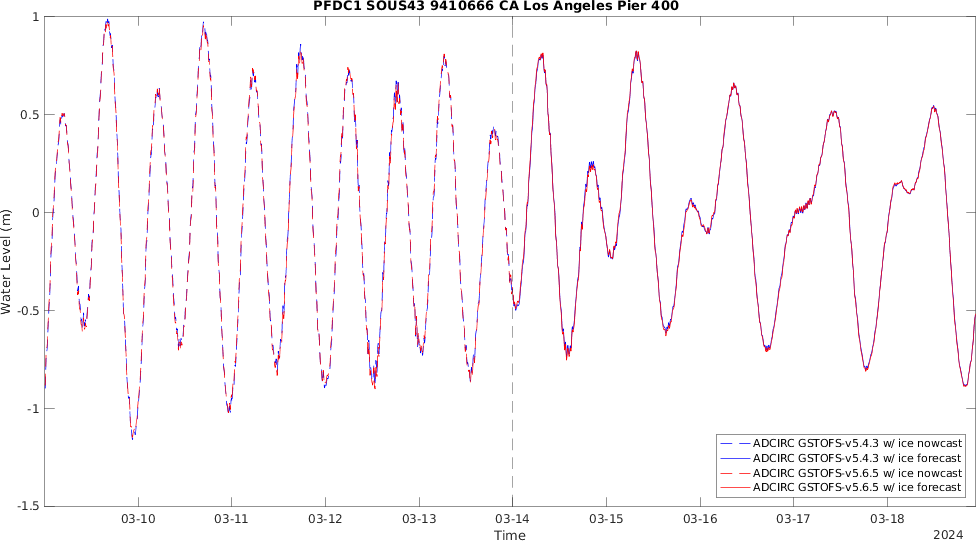 PFDC1 SOUS43 9410666 CA Los Angeles Pier 400
1
0.5
0
-0.5
-1
-1.5
Water Level (m)
03-10 03-11 03-12 03-13 03-14 03-15 03-16 03-17 03-18
Time
2024
ADCIRC GSTOFS-v5.4.3 w/ ice nowcast
ADCIRC GSTOFS-v5.4.3 w/ ice forecast
ADCIRC GSTOFS-v5.6.5 w/ ice nowcast
ADCIRC GSTOFS-v5.6.5 w/ ice forecast